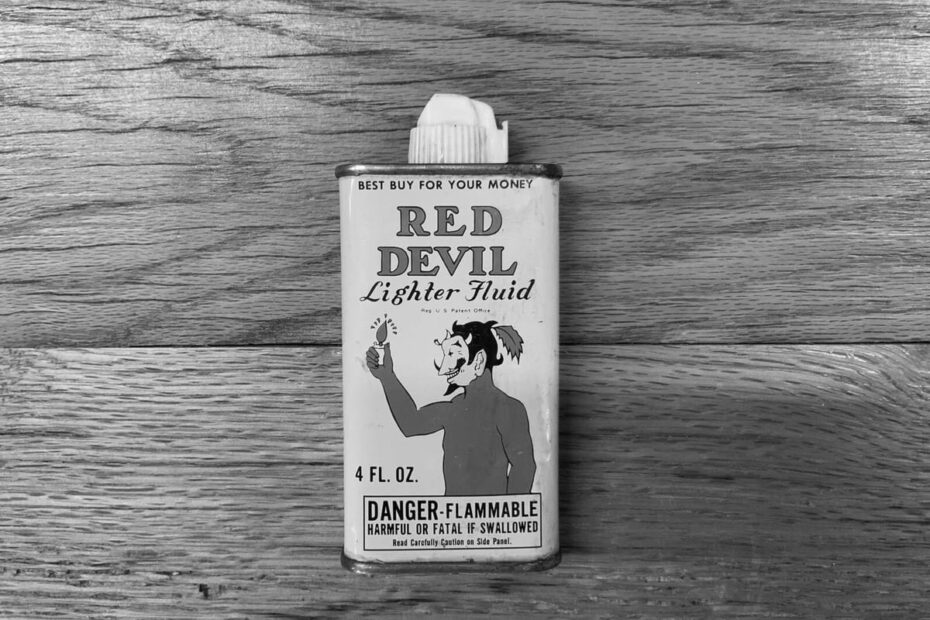 BEST BUY FOR YOUR MONEY
RED
DEVIL
Lighter Fluid
Reg U S Patent Office
4 FL. OZ.
DANGER-FLAMMABLE
HARMFUL OR FATAL IF SWALLOWED
Read Carefully Caution on Side Panel.